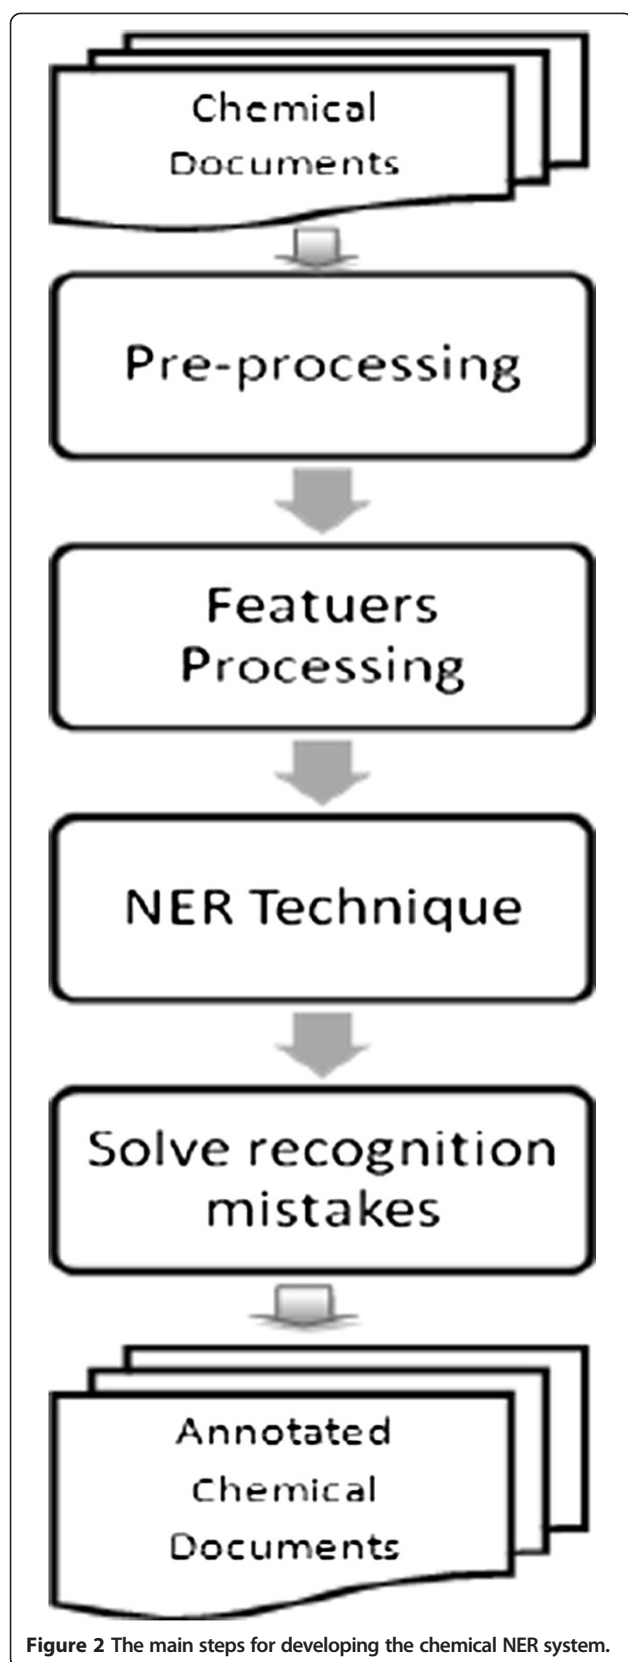 Chemical
Documents
Pre-processing
Featuers
Processing
NER Technique
Solve recognition
mistakes
Annotated
Chemical
Documents
Figure 2 The main steps for developing the chemical NER system.